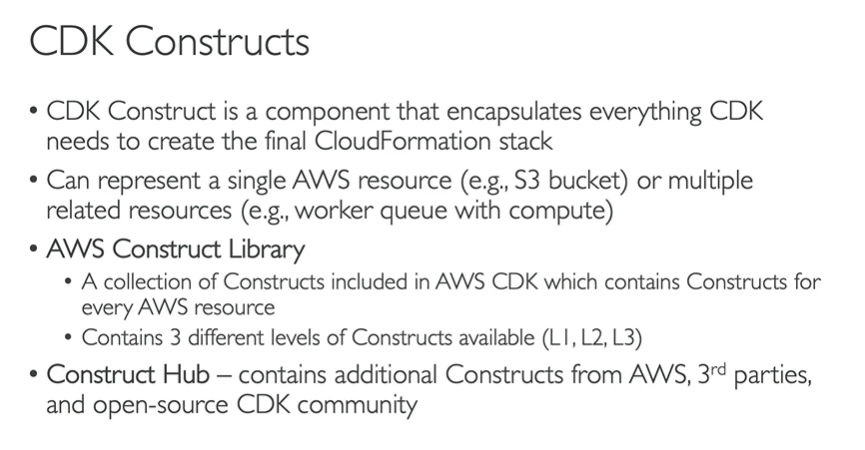 CDK Constructs
• CDK Construct is a component that encapsulates everything CDK
needs to create the final CloudFormation stack
• Can represent a single AWS resource (e.g., S3 bucket) or multiple
related resources (e.g., worker queue with compute)
• AWS Construct Library
• A collection of Constructs included in AWS CDK which contains Constructs for
every AWS resource
• Contains 3 different levels of Constructs available (L1, L2, L3)
• Construct Hub – contains additional Constructs from AWS, 3rd parties,
and open-source CDK community